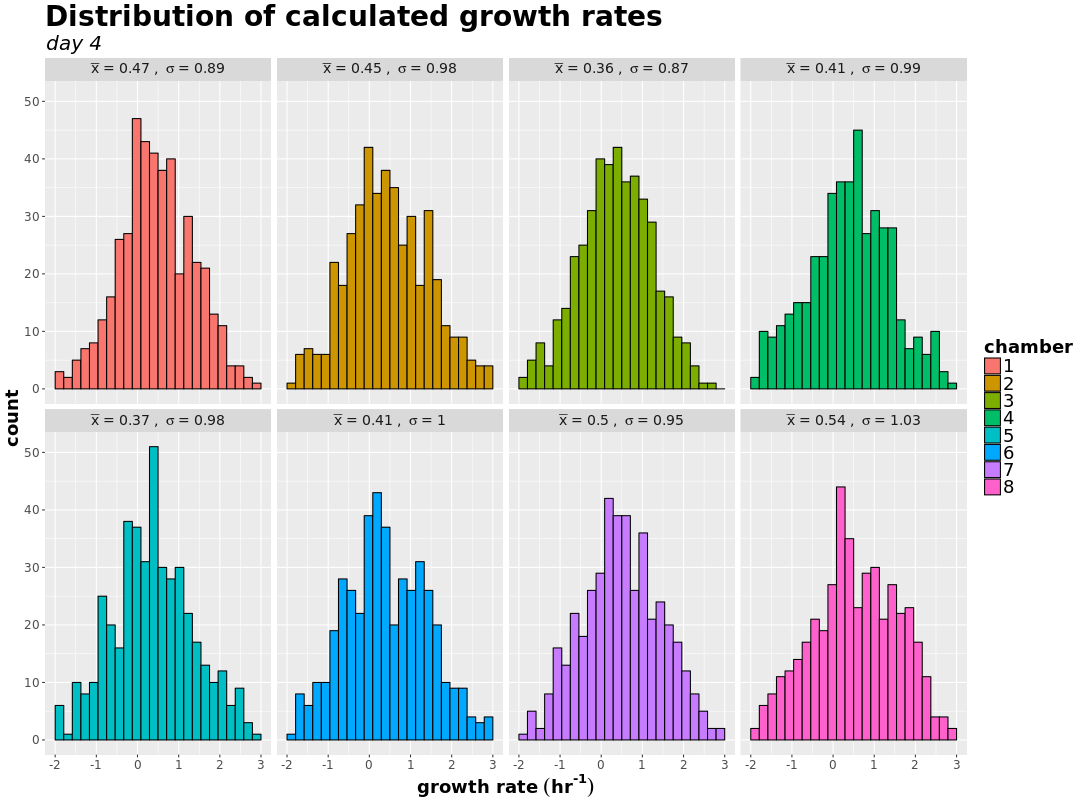 Distribution of calculated growth rates
day 4
x̅ = 0.47 , σ = 0.89
x̅ = 0.45 , σ = 0.98
x̅ = 0.36 , σ = 0.87
x̅ = 0.41 , σ = 0.99
50
40
30
20
10
0
x̅ = 0.37 , σ = 0.98
x̅ = 0.41 , σ = 1
x̅ = 0.5 , σ = 0.95
x̅ = 0.54 , σ = 1.03
50
40
30
20
10
0
-2 -1 0 1 2 3
-2 -1 0 1 2 3
-2 -1 0 1 2 3
-2 -1 0 1 2 3
count
growth rate (hr⁻¹)
chamber
1
2
3
4
5
6
7
8